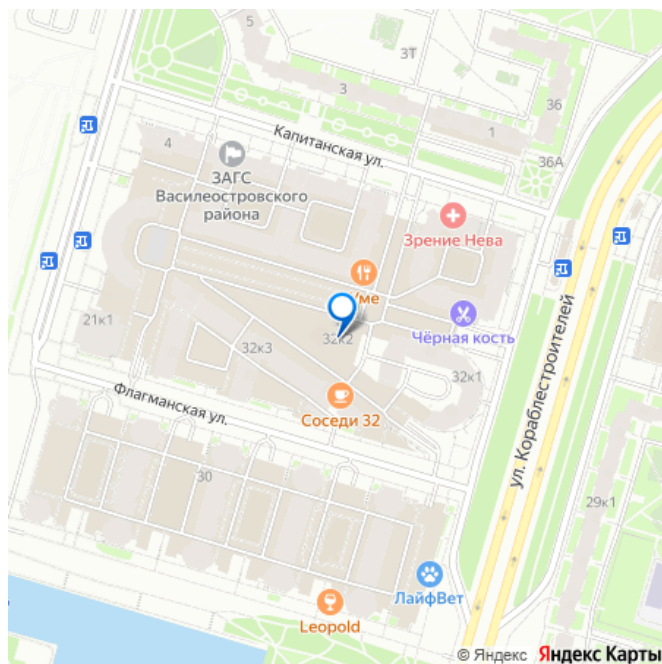 5
3Т
3
36
1
Капитанская ул.
4
36А
ЗАГС
Василеостровского
района
Зрение Нева
Уме
21к1
32к2
Чёрная кость
32к3
32к1
ул. Кораблестроителей
Флагманская ул.
Соседи 32
30
29к1
ЛайфВет
Leopold
© Яндекс Яндекс Карты